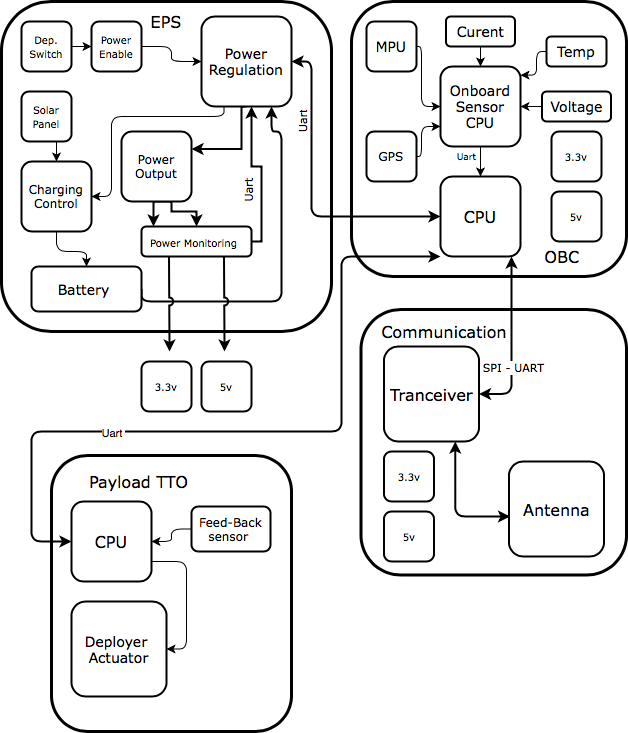 EPS
Dep.
Switch
Power
Enable
Power
Regulation
Solar
Panel
Charging
Control
Power
Output
Uart
Power Monitoring
Battery
3.3v
5v
Uart
MPU
Curent
Temp
Onboard
Sensor
CPU
Voltage
GPS
Uart
3.3v
CPU
5v
OBC
Communication
SPI - UART
Tranceiver
3.3v
5v
Antenna
Uart
Payload TTO
CPU
Feed-Back
sensor
Deployer
Actuator